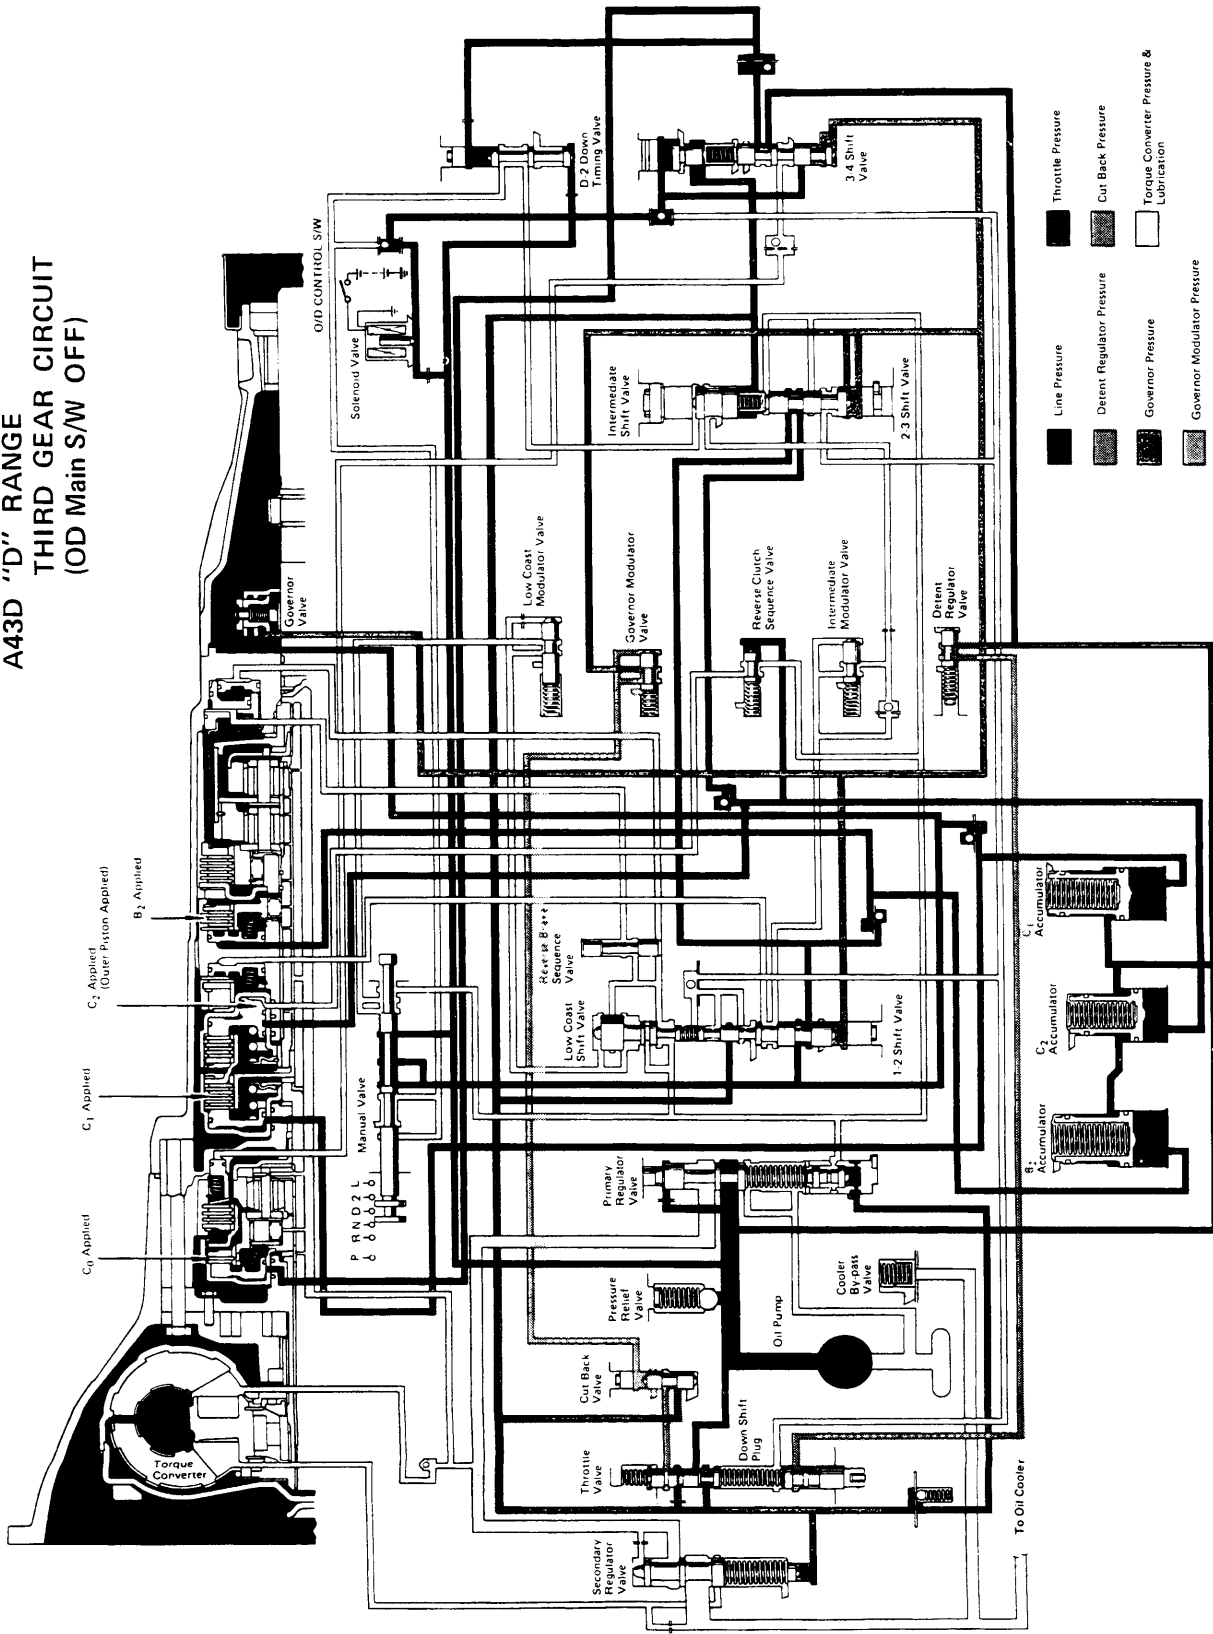 A43D "D" RANGE
THIRD GEAR CIRCUIT
(OD Main S/W OFF)
C0 Applied
C1 Applied
C2 Applied
(Outer Piston Applied)
B2 Applied
Torque
Converter
Governor
Valve
O/D CONTROL S/W
Solenoid Valve
D-2 Down
Timing Valve
3-4 Shift
Valve
P R N D 2 L
Manual Valve
Low Coast
Modulator Valve
Governor Modulator
Valve
Intermediate
Shift Valve
2-3 Shift Valve
Reverse Clutch
Sequence Valve
Intermediate
Modulator Valve
Detent
Regulator
Valve
Reverse Brake
Sequence
Valve
Low Coast
Shift Valve
1-2 Shift Valve
Primary
Regulator
Valve
Pressure
Relief
Valve
Cut Back
Valve
Oil Pump
Cooler
By-pass
Valve
Throttle
Valve
Down Shift
Plug
Secondary
Regulator
Valve
To Oil Cooler
B2
Accumulator
C2
Accumulator
C1
Accumulator
Line Pressure
Throttle Pressure
Detent Regulator Pressure
Cut Back Pressure
Governor Pressure
Torque Converter Pressure &
Lubrication
Governor Modulator Pressure